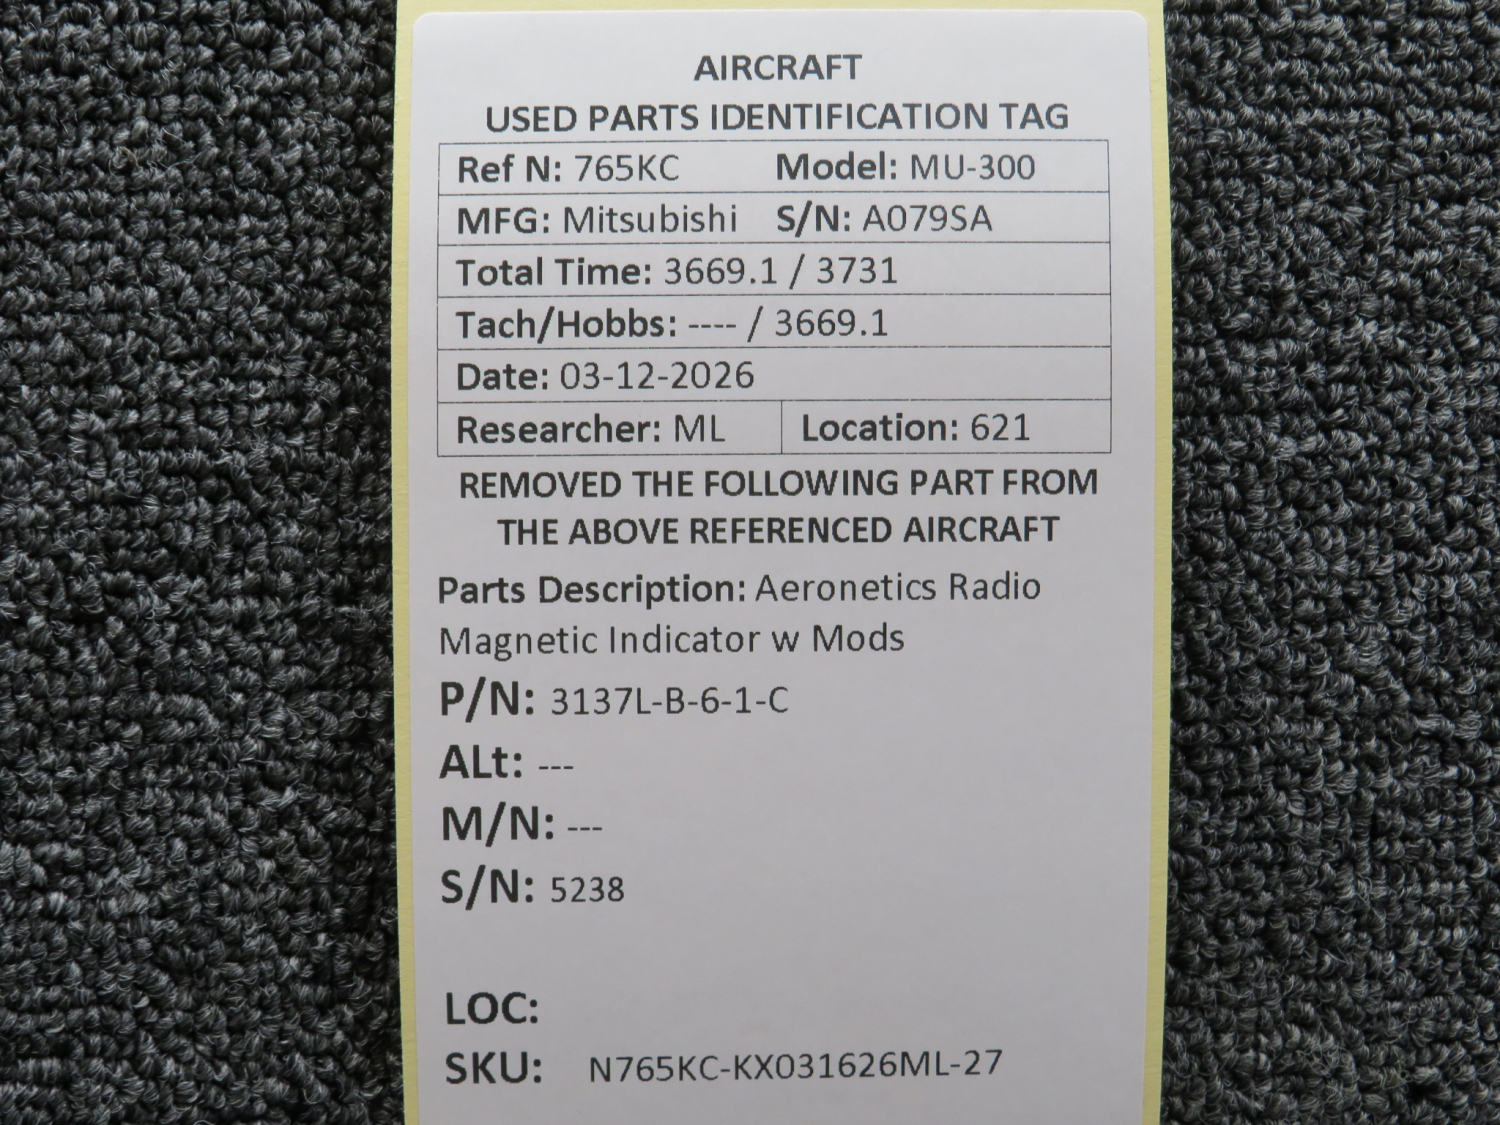 AIRCRAFT
USED PARTS IDENTIFICATION TAG
Ref N: 765KC Model: MU-300
MFG: Mitsubishi S/N: A079SA
Total Time: 3669.1 / 3731
Tach/Hobbs: ---- / 3669.1
Date: 03-12-2026
Researcher: ML Location: 621
REMOVED THE FOLLOWING PART FROM
THE ABOVE REFERENCED AIRCRAFT
Parts Description: Aeronetics Radio
Magnetic Indicator w Mods
P/N: 3137L-B-6-1-C
ALt: ---
M/N: ---
S/N: 5238
LOC:
SKU: N765KC-KX031626ML-27